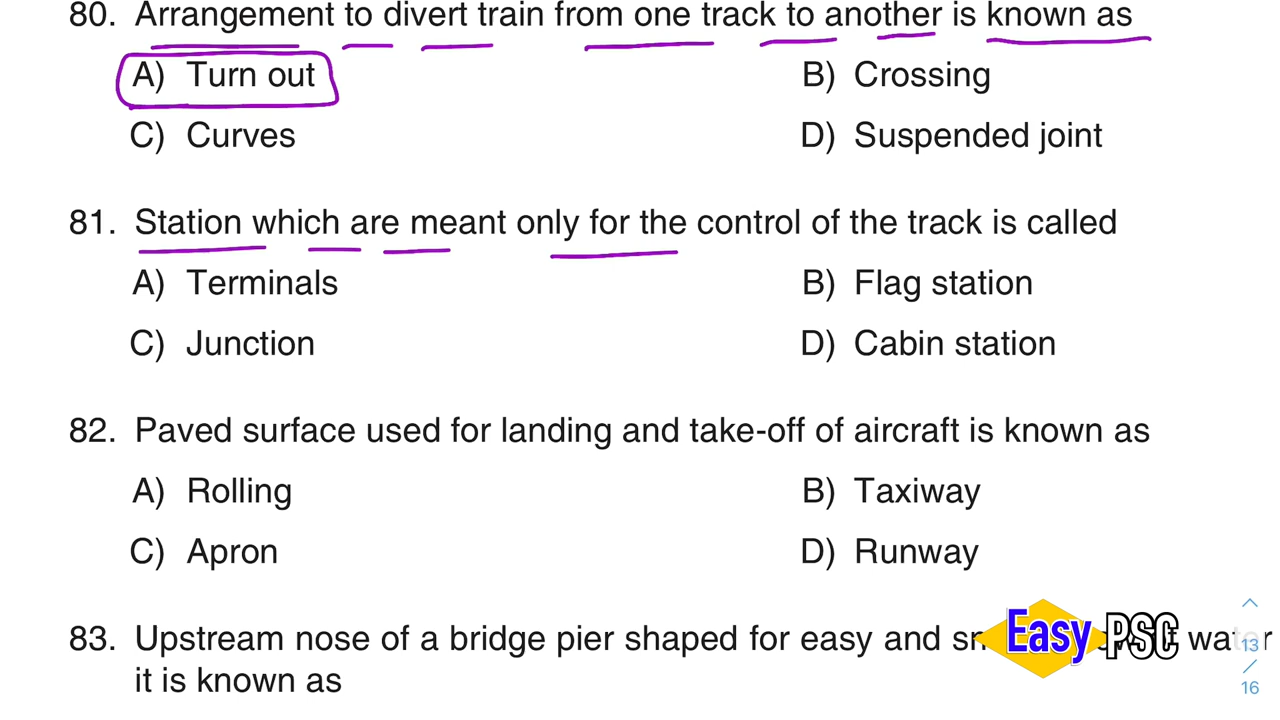 80. Arrangement to divert train from one track to another is known as
A) Turn out B) Crossing
C) Curves D) Suspended joint
81. Station which are meant only for the control of the track is called
A) Terminals B) Flag station
C) Junction D) Cabin station
82. Paved surface used for landing and take-off of aircraft is known as
A) Rolling B) Taxiway
C) Apron D) Runway
83. Upstream nose of a bridge pier shaped for easy and water
it is known as
Easy PSC
13
/
16